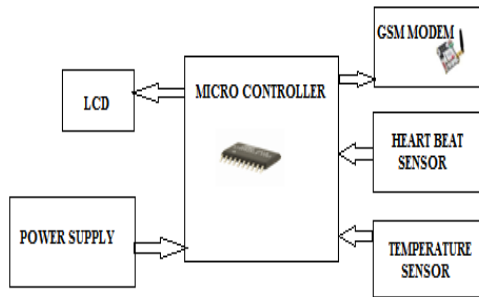 GSM MODEM
MICRO CONTROLLER
LCD
HEART BEAT
SENSOR
POWER SUPPLY
TEMPERATURE
SENSOR